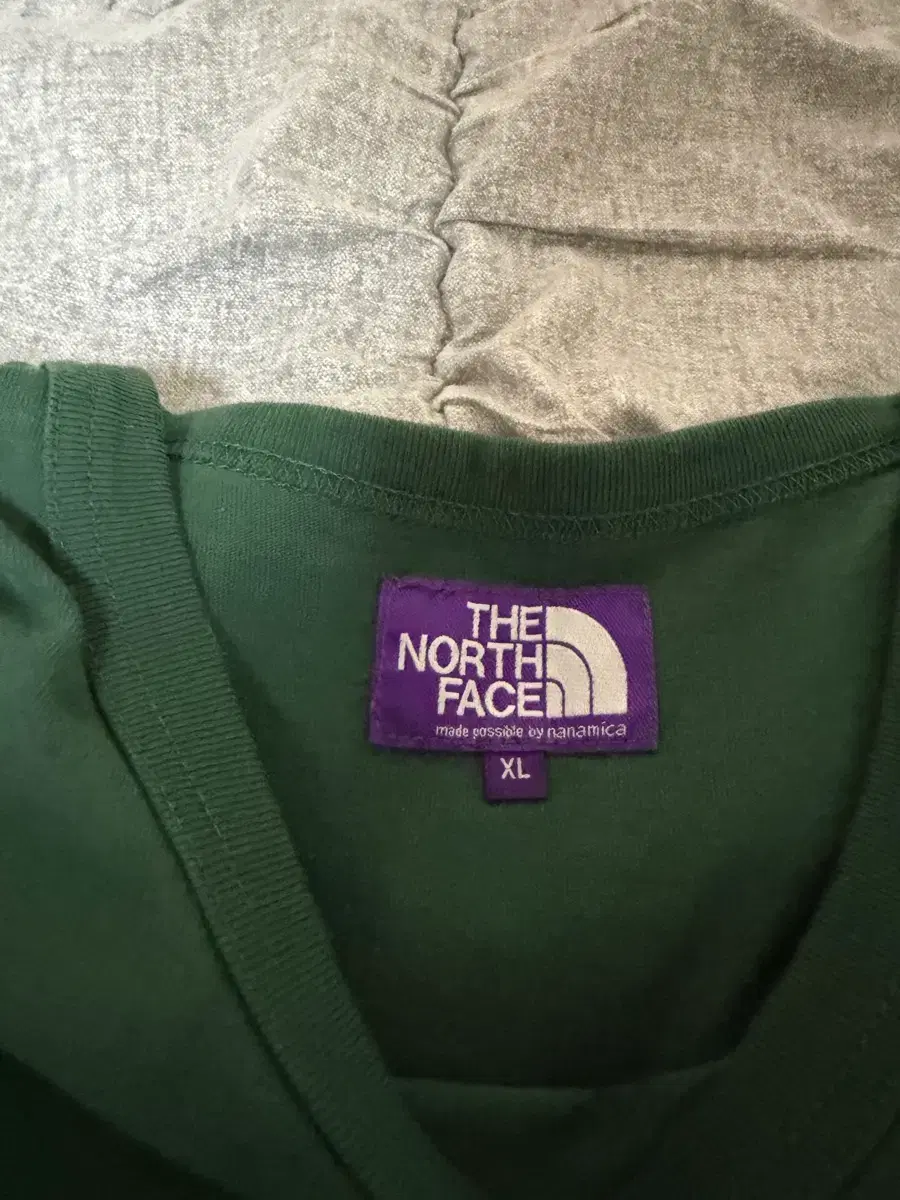 THE
NORTH
FACE
made possible by nanamica
XL